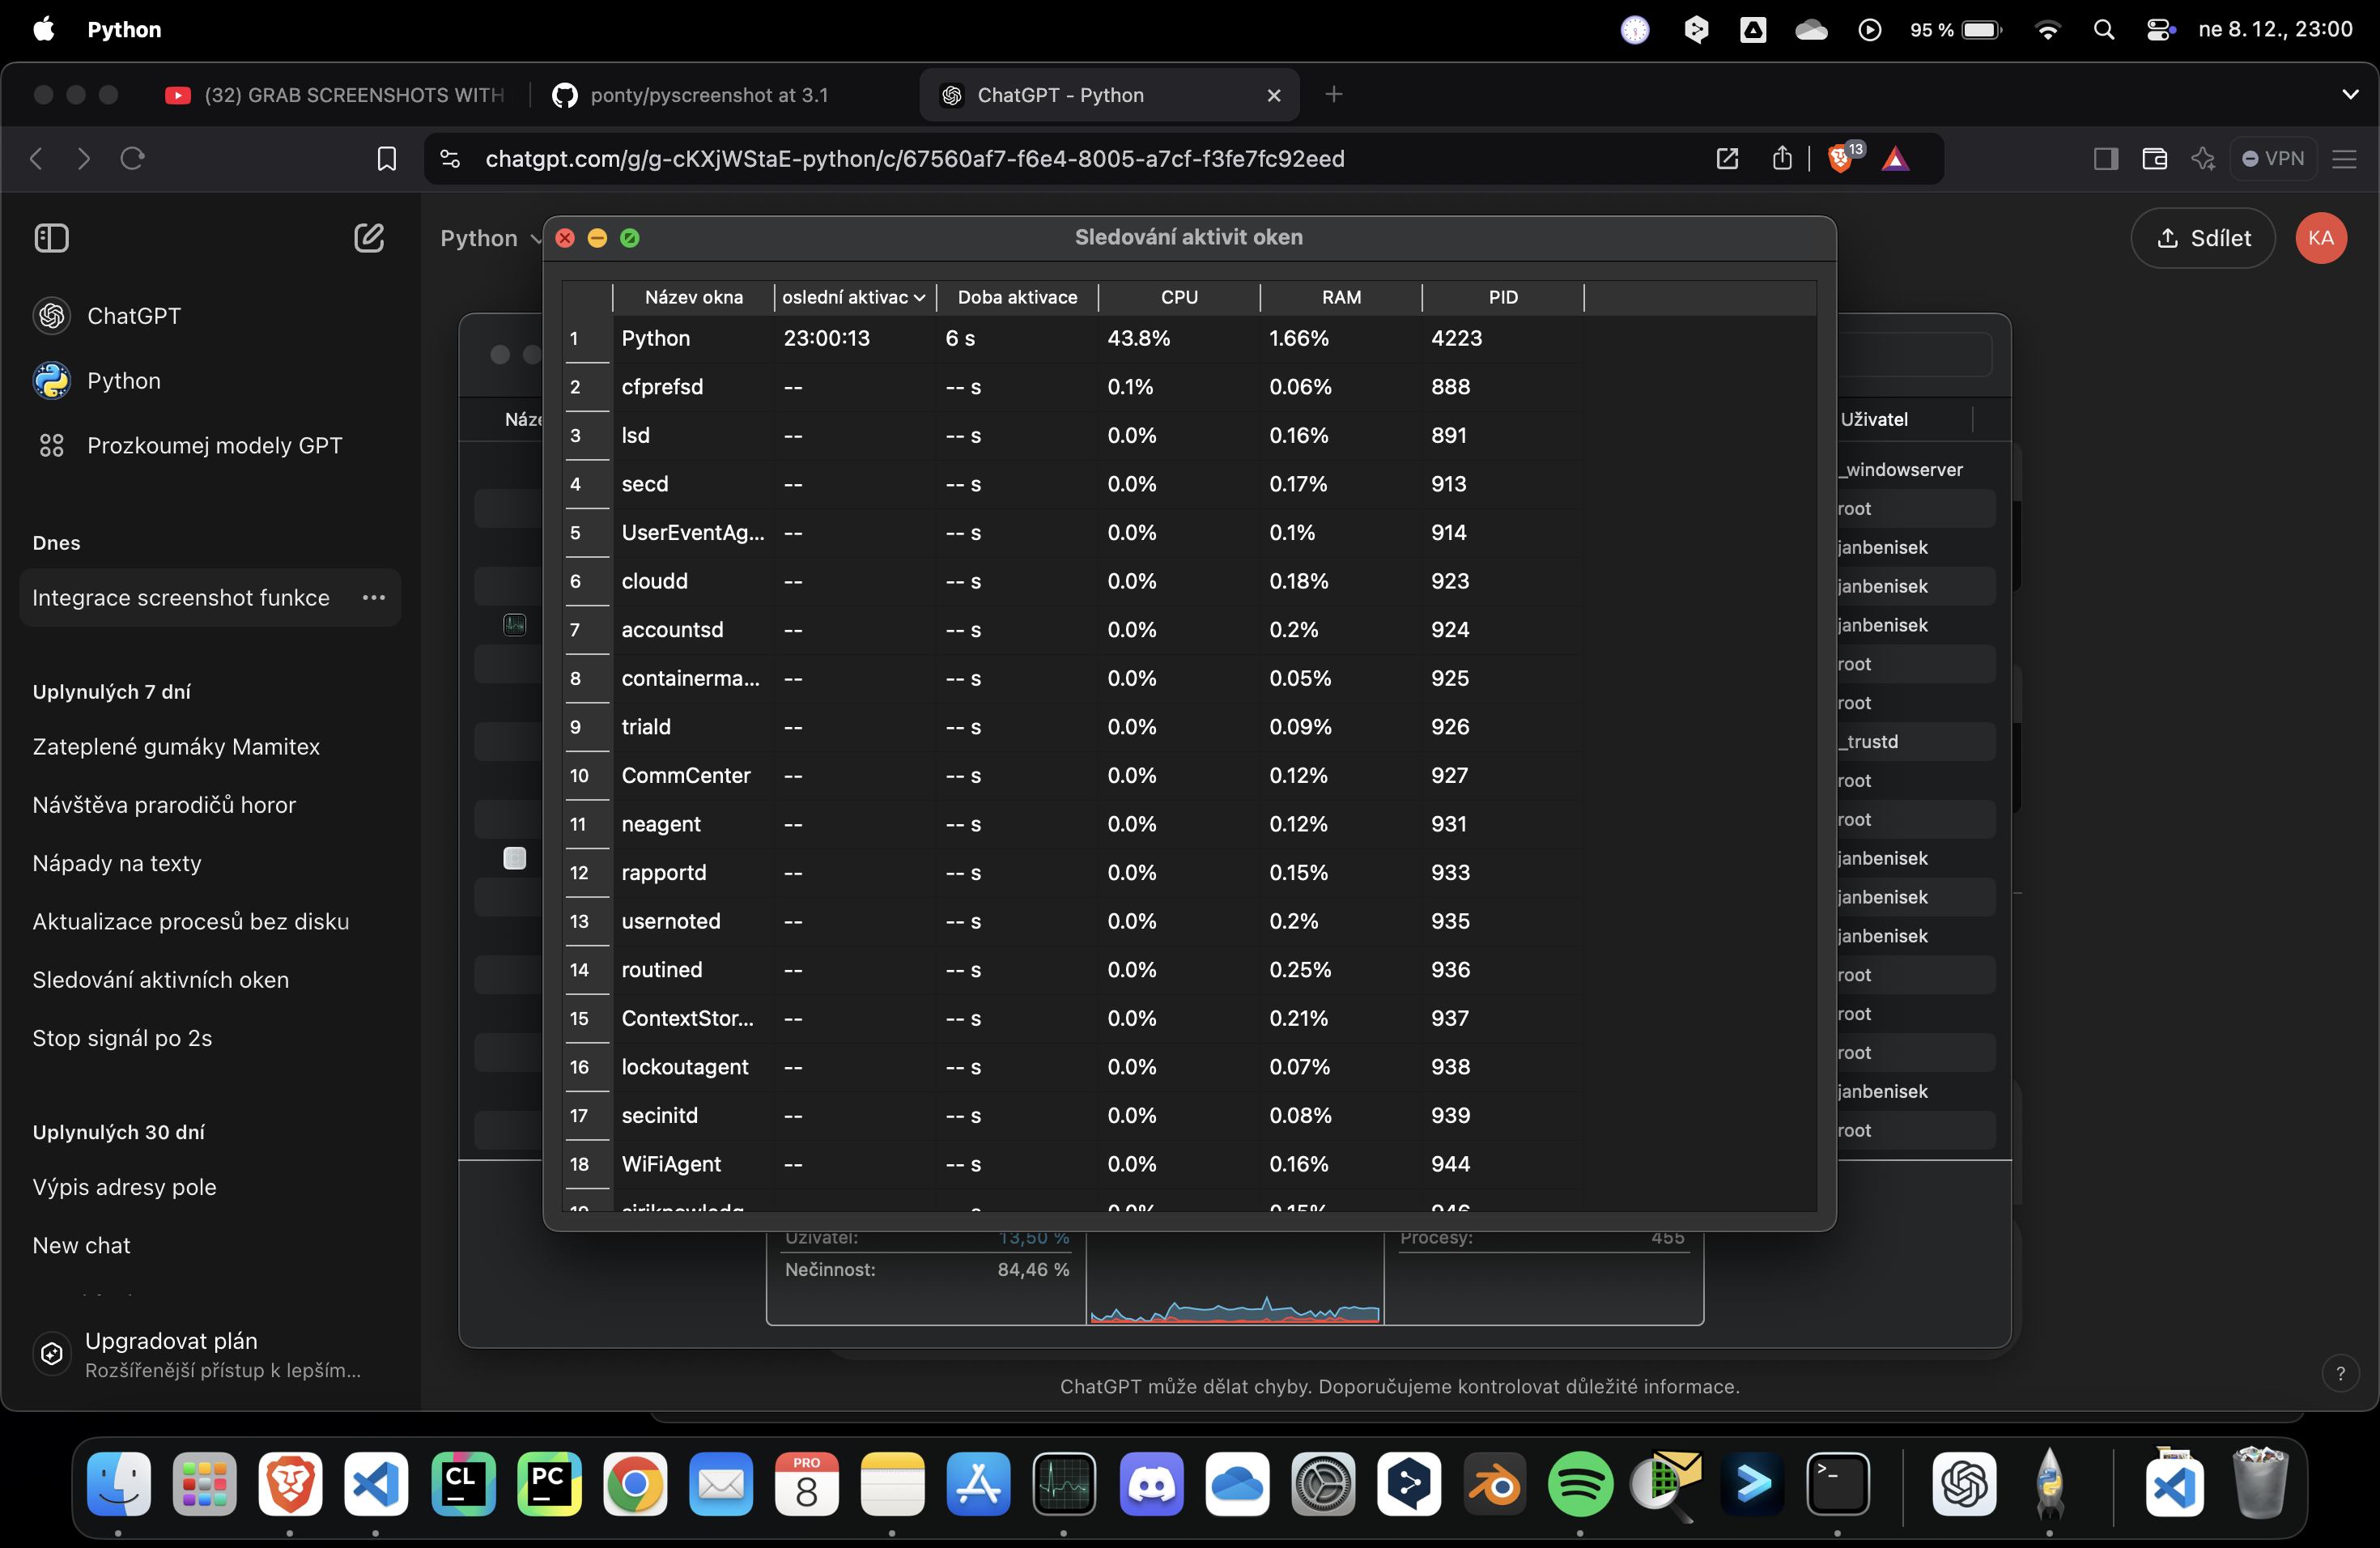 Python
95 %
ne 8. 12., 23:00
(32) GRAB SCREENSHOTS WITH
ponty/pyscreenshot at 3.1
ChatGPT - Python
chatgpt.com/g/g-cKXjWStaE-python/c/67560af7-f6e4-8005-a7cf-f3fe7fc92eed
13
VPN
Python
Sdílet
KA
ChatGPT
Python
Prozkoumej modely GPT
Dnes
Integrace screenshot funkce
Uplynulých 7 dní
Zateplené gumáky Mamitex
Návštěva prarodičů horor
Nápady na texty
Aktualizace procesů bez disku
Sledování aktivních oken
Stop signál po 2s
Uplynulých 30 dní
Výpis adresy pole
New chat
Upgradovat plán
Rozšířenější přístup k lepším...
Sledování aktivit oken
Název okna oslední aktivac Doba aktivace CPU RAM PID
1 Python 23:00:13 6 s 43.8% 1.66% 4223
2 cfprefsd -- -- s 0.1% 0.06% 888
3 lsd -- -- s 0.0% 0.16% 891
4 secd -- -- s 0.0% 0.17% 913
5 UserEventAg... -- -- s 0.0% 0.1% 914
6 cloudd -- -- s 0.0% 0.18% 923
7 accountsd -- -- s 0.0% 0.2% 924
8 containerma... -- -- s 0.0% 0.05% 925
9 triald -- -- s 0.0% 0.09% 926
10 CommCenter -- -- s 0.0% 0.12% 927
11 neagent -- -- s 0.0% 0.12% 931
12 rapportd -- -- s 0.0% 0.15% 933
13 usernoted -- -- s 0.0% 0.2% 935
14 routined -- -- s 0.0% 0.25% 936
15 ContextStor... -- -- s 0.0% 0.21% 937
16 lockoutagent -- -- s 0.0% 0.07% 938
17 secinitd -- -- s 0.0% 0.08% 939
18 WiFiAgent -- -- s 0.0% 0.16% 944
Náze
Uživatel
_windowserver
root
janbenisek
janbenisek
janbenisek
root
root
_trustd
root
root
janbenisek
janbenisek
janbenisek
root
root
root
janbenisek
root
Uživatel: 13,50 %
Nečinnost: 84,46 %
Procesy: 455
ChatGPT může dělat chyby. Doporučujeme kontrolovat důležité informace.
?
CL
PC
PRO
8
>_